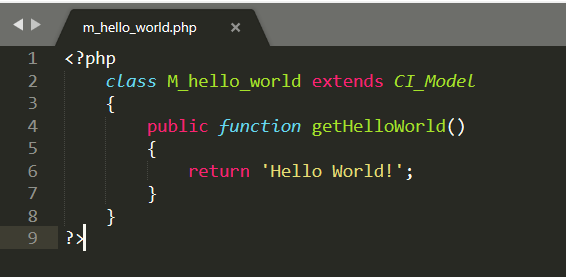 m_hello_world.php ×
1 <?php
2     class M_hello_world extends CI_Model
3     {
4         public function getHelloWorld()
5         {
6             return 'Hello World!';
7         }
8     }
9 ?>